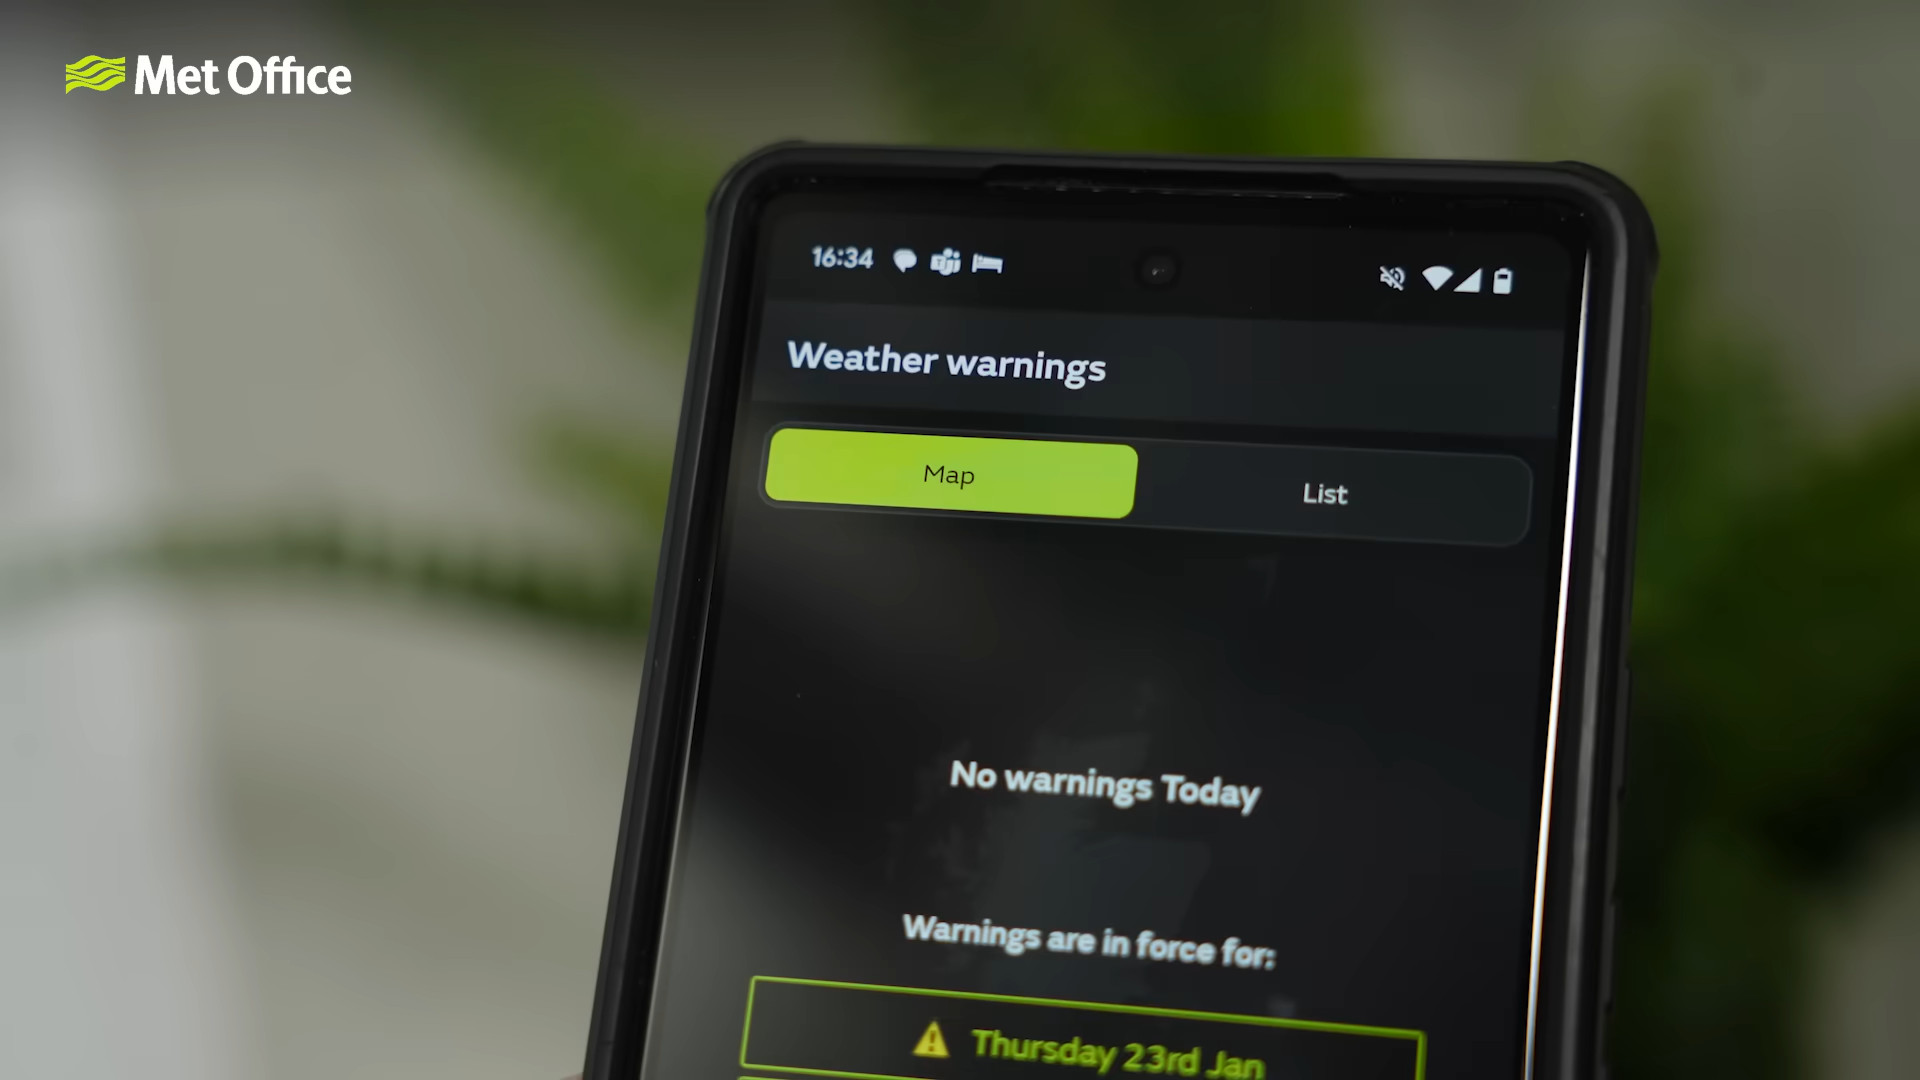 Met Office
16:34
Weather warnings
Map
List
No warnings Today
Warnings are in force for:
Thursday 23rd Jan